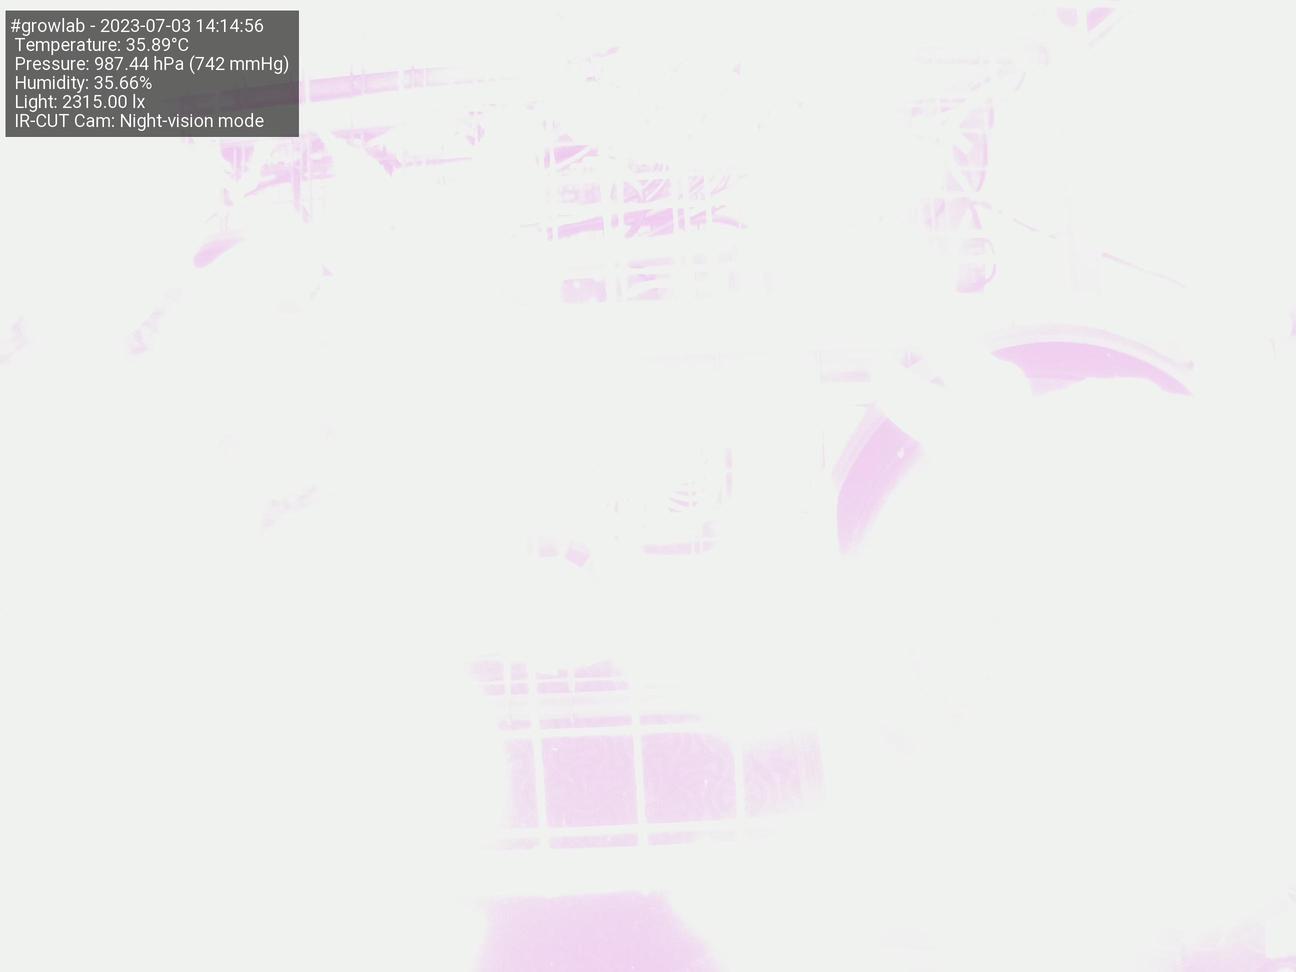 #growlab - 2023-07-03 14:14:56
Temperature: 35.89°C
Pressure: 987.44 hPa (742 mmHg)
Humidity: 35.66%
Light: 2315.00 lx
IR-CUT Cam: Night-vision mode